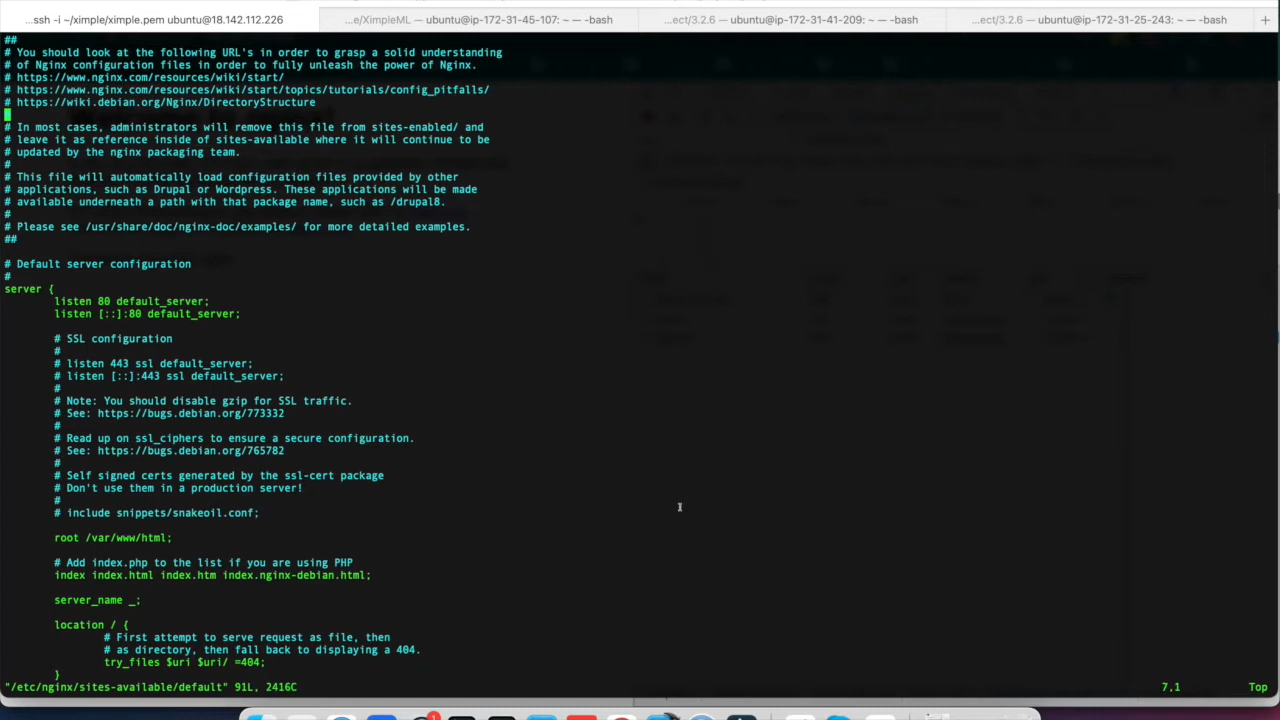 ...ssh -i ~/ximple/ximple.pem ubuntu@18.142.112.226
...e/XimpleML — ubuntu@ip-172-31-45-107: ~ — -bash
...ect/3.2.6 — ubuntu@ip-172-31-41-209: ~ — -bash
...ect/3.2.6 — ubuntu@ip-172-31-25-243: ~ — -bash
+
##
# You should look at the following URL's in order to grasp a solid understanding
# of Nginx configuration files in order to fully unleash the power of Nginx.
# https://www.nginx.com/resources/wiki/start/
# https://www.nginx.com/resources/wiki/start/topics/tutorials/config_pitfalls/
# https://wiki.debian.org/Nginx/DirectoryStructure
# In most cases, administrators will remove this file from sites-enabled/ and
# leave it as reference inside of sites-available where it will continue to be
# updated by the nginx packaging team.
#
# This file will automatically load configuration files provided by other
# applications, such as Drupal or Wordpress. These applications will be made
# available underneath a path with that package name, such as /drupal8.
#
# Please see /usr/share/doc/nginx-doc/examples/ for more detailed examples.
##
# Default server configuration
#
server {
listen 80 default_server;
listen [::]:80 default_server;
# SSL configuration
#
# listen 443 ssl default_server;
# listen [::]:443 ssl default_server;
#
# Note: You should disable gzip for SSL traffic.
# See: https://bugs.debian.org/773332
#
# Read up on ssl_ciphers to ensure a secure configuration.
# See: https://bugs.debian.org/765782
#
# Self signed certs generated by the ssl-cert package
# Don't use them in a production server!
#
# include snippets/snakeoil.conf;
root /var/www/html;
# Add index.php to the list if you are using PHP
index index.html index.htm index.nginx-debian.html;
server_name _;
location / {
# First attempt to serve request as file, then
# as directory, then fall back to displaying a 404.
try_files $uri $uri/ =404;
}
"/etc/nginx/sites-available/default" 91L, 2416C
7,1
Top